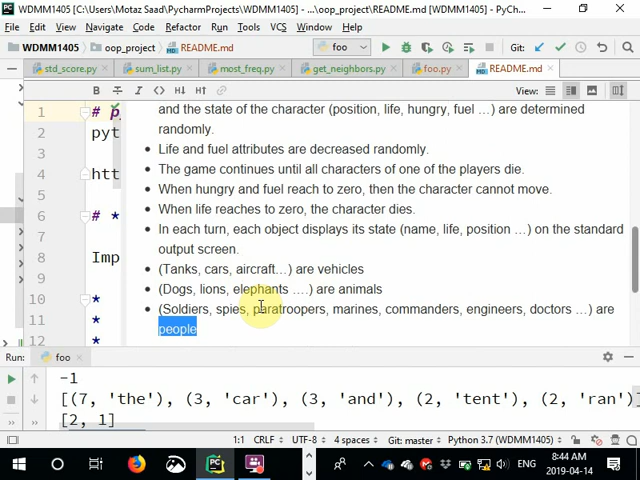 WDMM1405 [C:\Users\Motaz Saad\PycharmProjects\WDMM1405] - ...\oop_project\README.md [WDMM1405] - PyChar...
File Edit View Navigate Code Refactor Run Tools VCS Window Help
WDMM1405 oop_project README.md foo Git:
std_score.py sum_list.py most_freq.py get_neighbors.py foo.py README.md
View:
1 # p
2 pyt
3
4 htt
5
6 # *
7
8 Imp
9
10 *
11 *
12 *
and the state of the character (position, life, hungry, fuel ...) are determined
randomly.
• Life and fuel attributes are decreased randomly.
• The game continues until all characters of one of the players die.
• When hungry and fuel reach to zero, then the character cannot move.
• When life reaches to zero, the character dies.
• In each turn, each object displays its state (name, life, position ...) on the standard
output screen.
• (Tanks, cars, aircraft...) are vehicles
• (Dogs, lions, elephants ....) are animals
• (Soldiers, spies, paratroopers, marines, commanders, engineers, doctors ...) are
people
Run: foo
-1
[(7, 'the'), (3, 'car'), (3, 'and'), (2, 'tent'), (2, 'ran')]
[2, 1]
1:1 CRLF UTF-8 4 spaces Git: master Python 3.7 (WDMM1405)
ENG 8:44 AM
2019-04-14